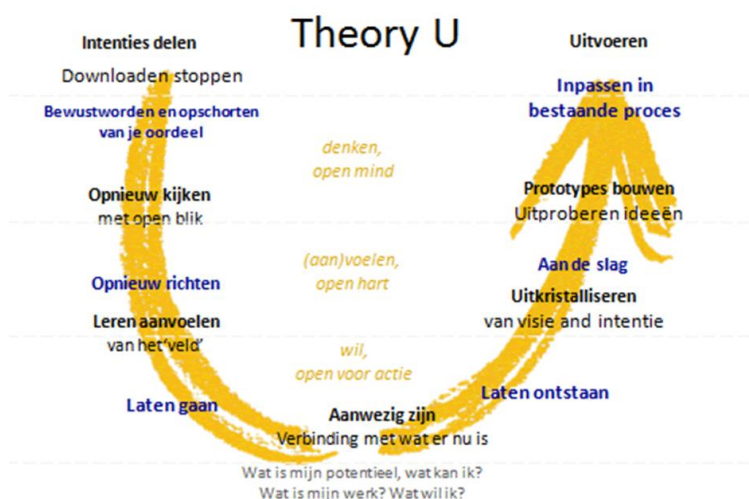 Theory U
Intenties delen
Downloaden stoppen
Bewustworden en opschorten
van je oordeel
Opnieuw kijken
met open blik
Opnieuw richten
Leren aanvoelen
van het 'veld'
Laten gaan
denken,
open mind
(aan)voelen,
open hart
wil,
open voor actie
Aanwezig zijn
Verbinding met wat er nu is
Wat is mijn potentieel, wat kan ik?
Wat is mijn werk? Wat wil ik?
Uitvoeren
Inpassen in
bestaande proces
Prototypes bouwen
Uitproberen ideeën
Aan de slag
Uitkristalliseren
van visie and intentie
Laten ontstaan